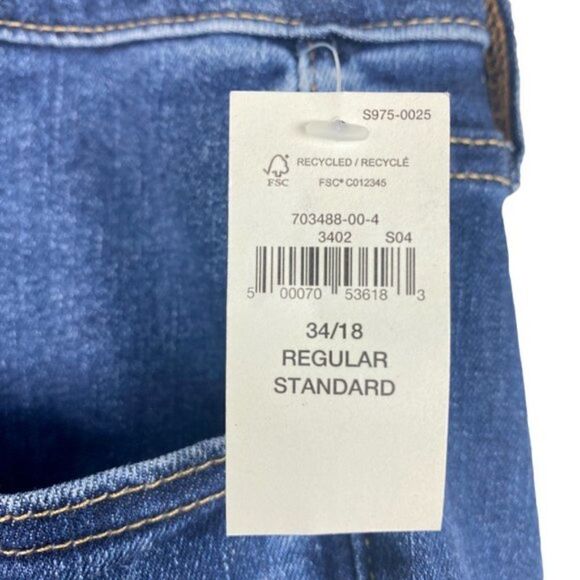 S975-0025
RECYCLED / RECYCLÉ
FSC
FSC® C012345
703488-00-4
3402 S04
5 00070 53618 3
34/18
REGULAR
STANDARD